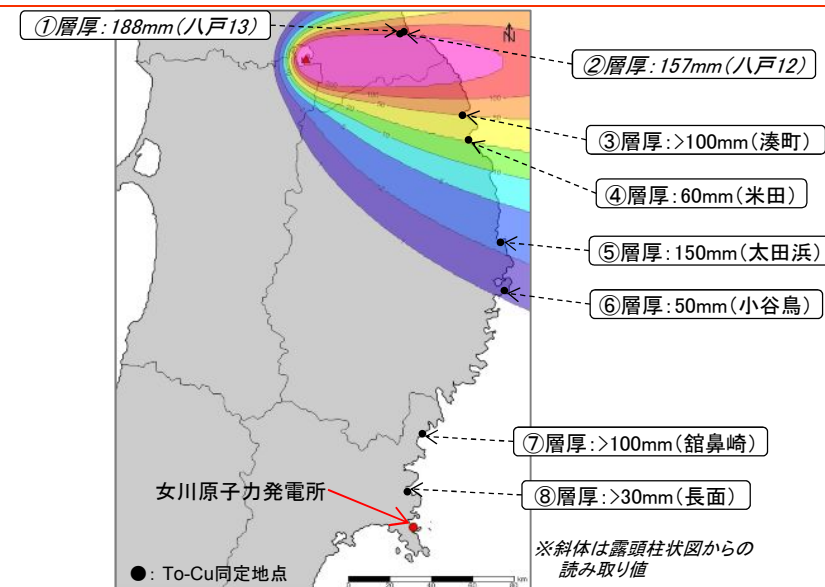 ①層厚:188mm(八戸13)
N
②層厚:157mm(八戸12)
③層厚:>100mm(湊町)
④層厚:60mm(米田)
⑤層厚:150mm(太田浜)
⑥層厚:50mm(小谷鳥)
⑦層厚:>100mm(舘鼻崎)
女川原子力発電所
⑧層厚:>30mm(長面)
※斜体は露頭柱状図からの
読み取り値
●:To-Cu同定地点
km